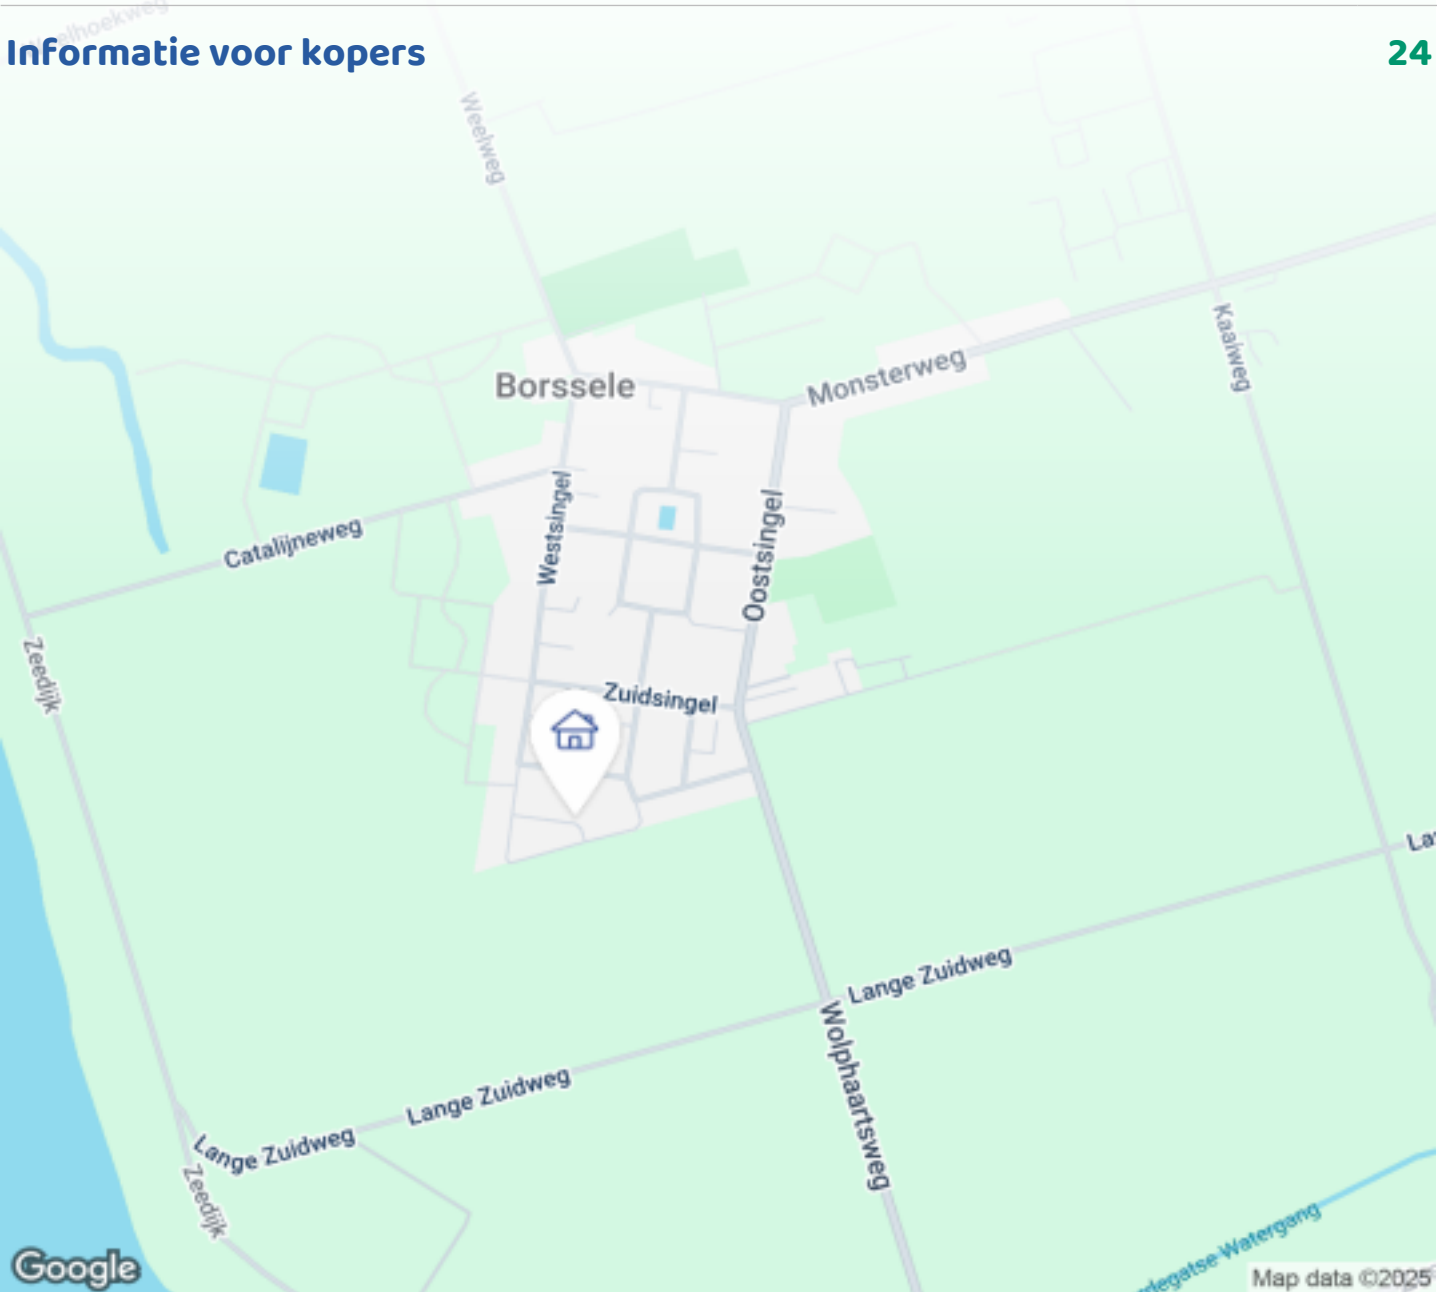 Informatie voor kopers
24
Weelweg
Borssele
Monsterweg
Kaaiweg
Westsingel
Oostsingel
Catalijneweg
Zeedijk
Zuidsingel
Lange Zuidweg
Lange Zuidweg
Lange Zuidweg
Wolphaartsweg
Zeedijk
Watergang
Google
Map data ©2025